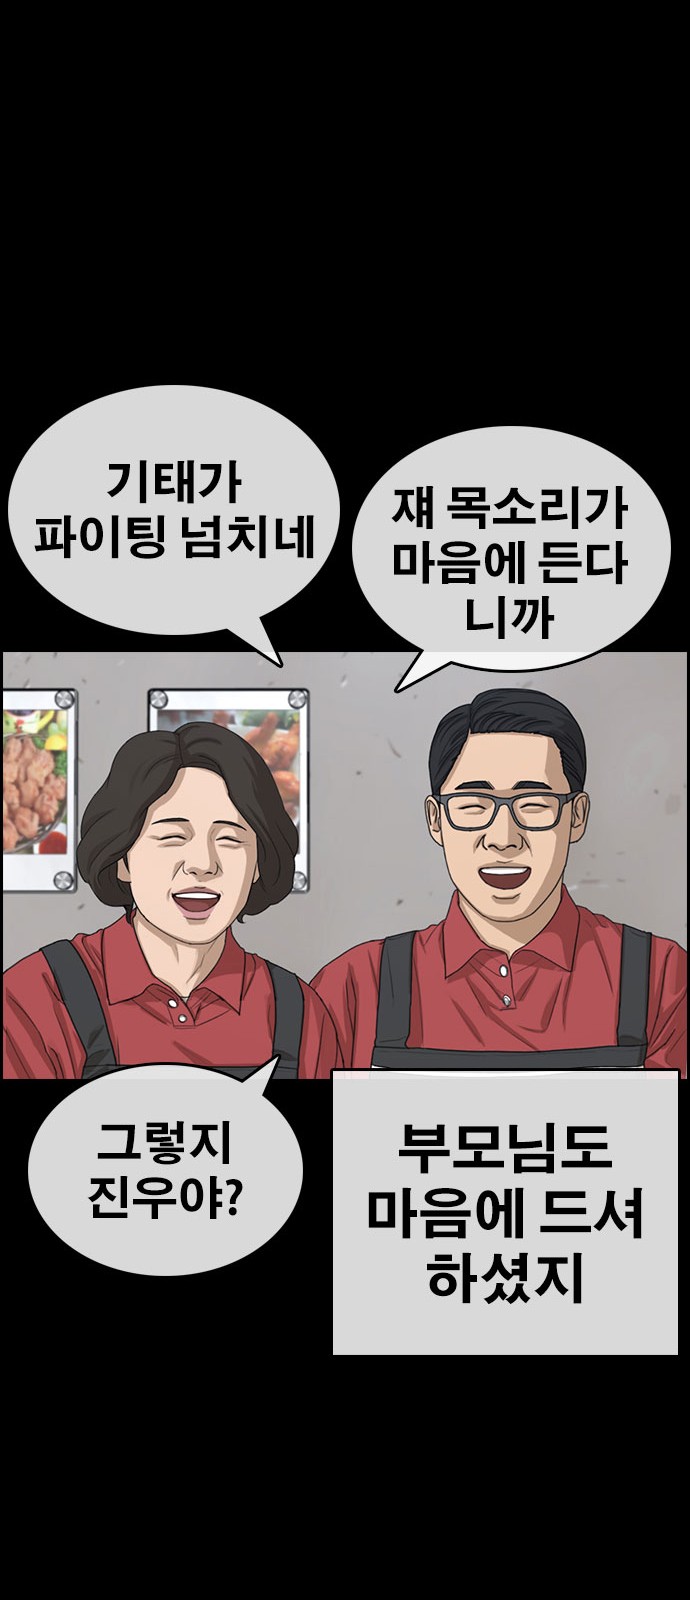 기태가
파이팅 넘치네
쟤 목소리가
마음에 든다
니까
그렇지
진우야?
부모님도
마음에 드셔
하셨지